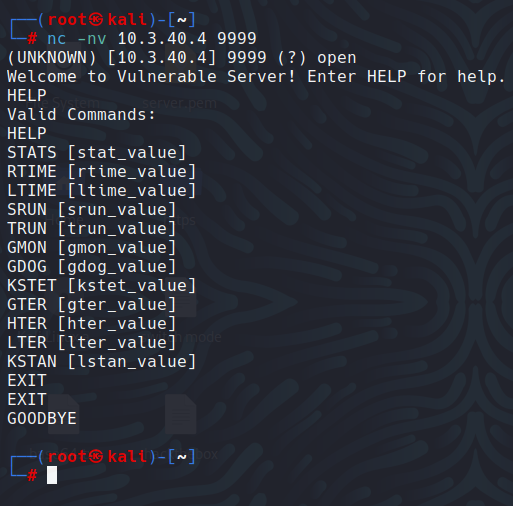 ┌──(root㉿kali)-[~]
└─# nc -nv 10.3.40.4 9999
(UNKNOWN) [10.3.40.4] 9999 (?) open
Welcome to Vulnerable Server! Enter HELP for help.
HELP
Valid Commands:
HELP
STATS [stat_value]
RTIME [rtime_value]
LTIME [ltime_value]
SRUN [srun_value]
TRUN [trun_value]
GMON [gmon_value]
GDOG [gdog_value]
KSTET [kstet_value]
GTER [gter_value]
HTER [hter_value]
LTER [lter_value]
KSTAN [lstan_value]
EXIT
EXIT
GOODBYE
┌──(root㉿kali)-[~]
└─#
server.pem
mode